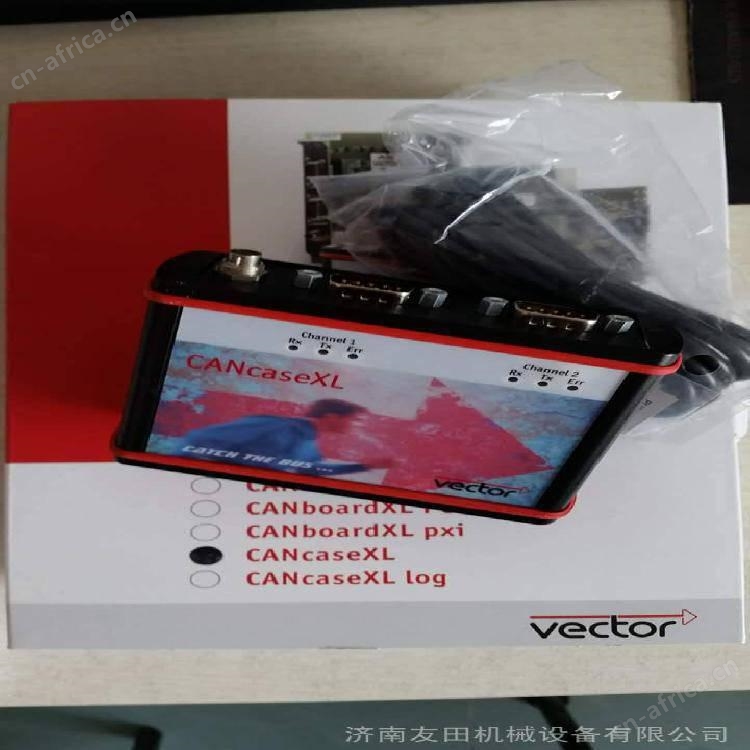 cn-africa.cn
Channel 1
Rx Tx Err
Channel 2
Rx Tx Err
CANcaseXL
CATCH THE BUS ...
vector
CANboardXL
CANboardXL pxi
CANcaseXL
CANcaseXL log
vector
cn-africa.cn
济南友田机械设备有限公司